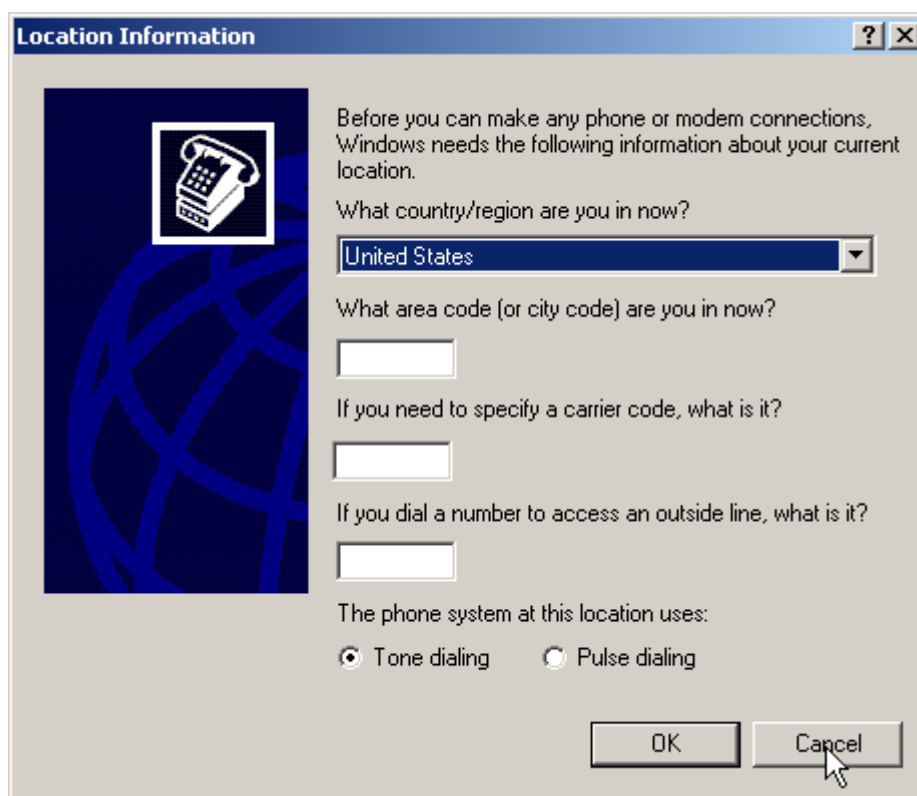 Location Information
Before you can make any phone or modem connections,
Windows needs the following information about your current
location.
What country/region are you in now?
United States
What area code (or city code) are you in now?
If you need to specify a carrier code, what is it?
If you dial a number to access an outside line, what is it?
The phone system at this location uses:
Tone dialing Pulse dialing
OK Cancel